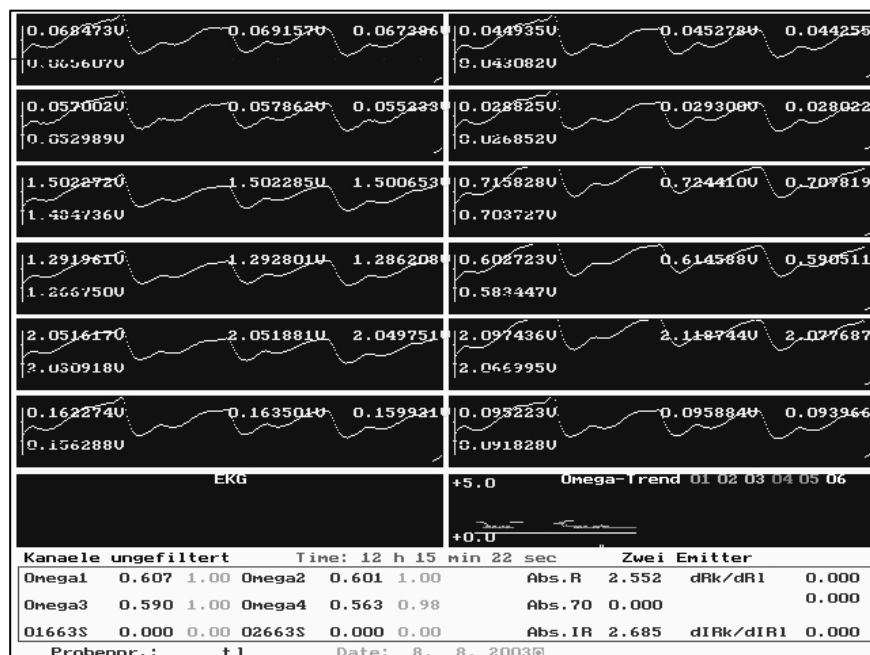 0.068473V 0.069157V 0.067386V 0.044935V 0.045278V 0.044255
0.065607V 0.043082V
0.057002V 0.057862V 0.055233V 0.028825V 0.029300V 0.028022
0.052989V 0.026852V
1.502272V 1.502285V 1.500653V 0.715828V 0.724410V 0.707819
1.484736V 0.703727V
1.291961V 1.292801V 1.286208V 0.602723V 0.614588V 0.590511
1.266750V 0.583447V
2.051617V 2.051881V 2.049751V 2.097436V 2.118744V 2.077687
2.030918V 2.066995V
0.162274V 0.163501V 0.159921V 0.095223V 0.095884V 0.093966
0.156288V 0.091828V
EKG +5.0 Omega-Trend 01 02 03 04 05 06
+0.0
Kanaele ungefiltert Time: 12 h 15 min 22 sec Zwei Emitter
Omega1 0.607 1.00 Omega2 0.601 1.00 Abs.R 2.552 dRk/dRl 0.000
Omega3 0.590 1.00 Omega4 0.563 0.98 Abs.70 0.000 0.000
O1663S 0.000 0.00 O2663S 0.000 0.00 Abs.IR 2.685 dIRk/dIRl 0.000
Probennr.: t1 Date: 8. 8. 2003